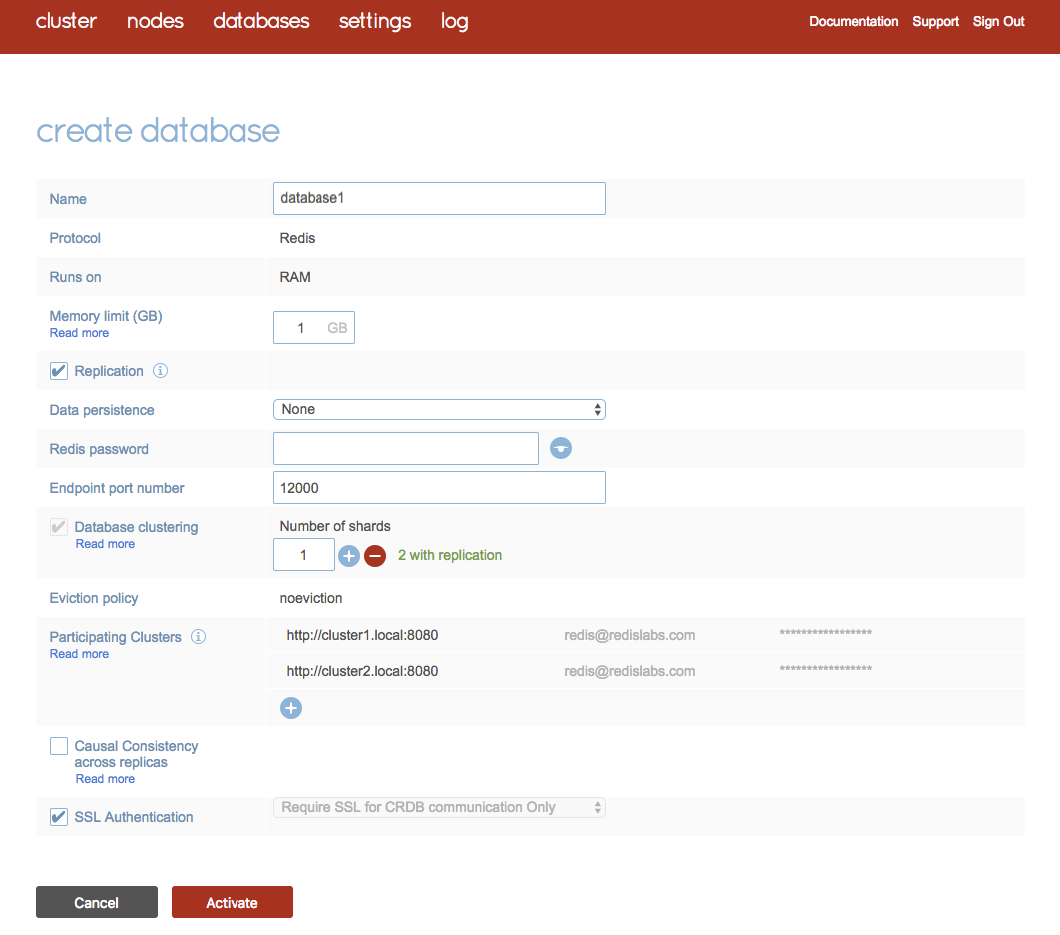 cluster nodes databases settings log Documentation Support Sign Out
create database
Name database1
Protocol Redis
Runs on RAM
Memory limit (GB) 1 GB
Read more
Replication
Data persistence None
Redis password
Endpoint port number 12000
Database clustering Number of shards
Read more 1 2 with replication
Eviction policy noeviction
Participating Clusters http://cluster1.local:8080 redis@redislabs.com *****************
Read more
http://cluster2.local:8080 redis@redislabs.com *****************
Causal Consistency
across replicas
Read more
SSL Authentication Require SSL for CRDB communication Only
Cancel Activate